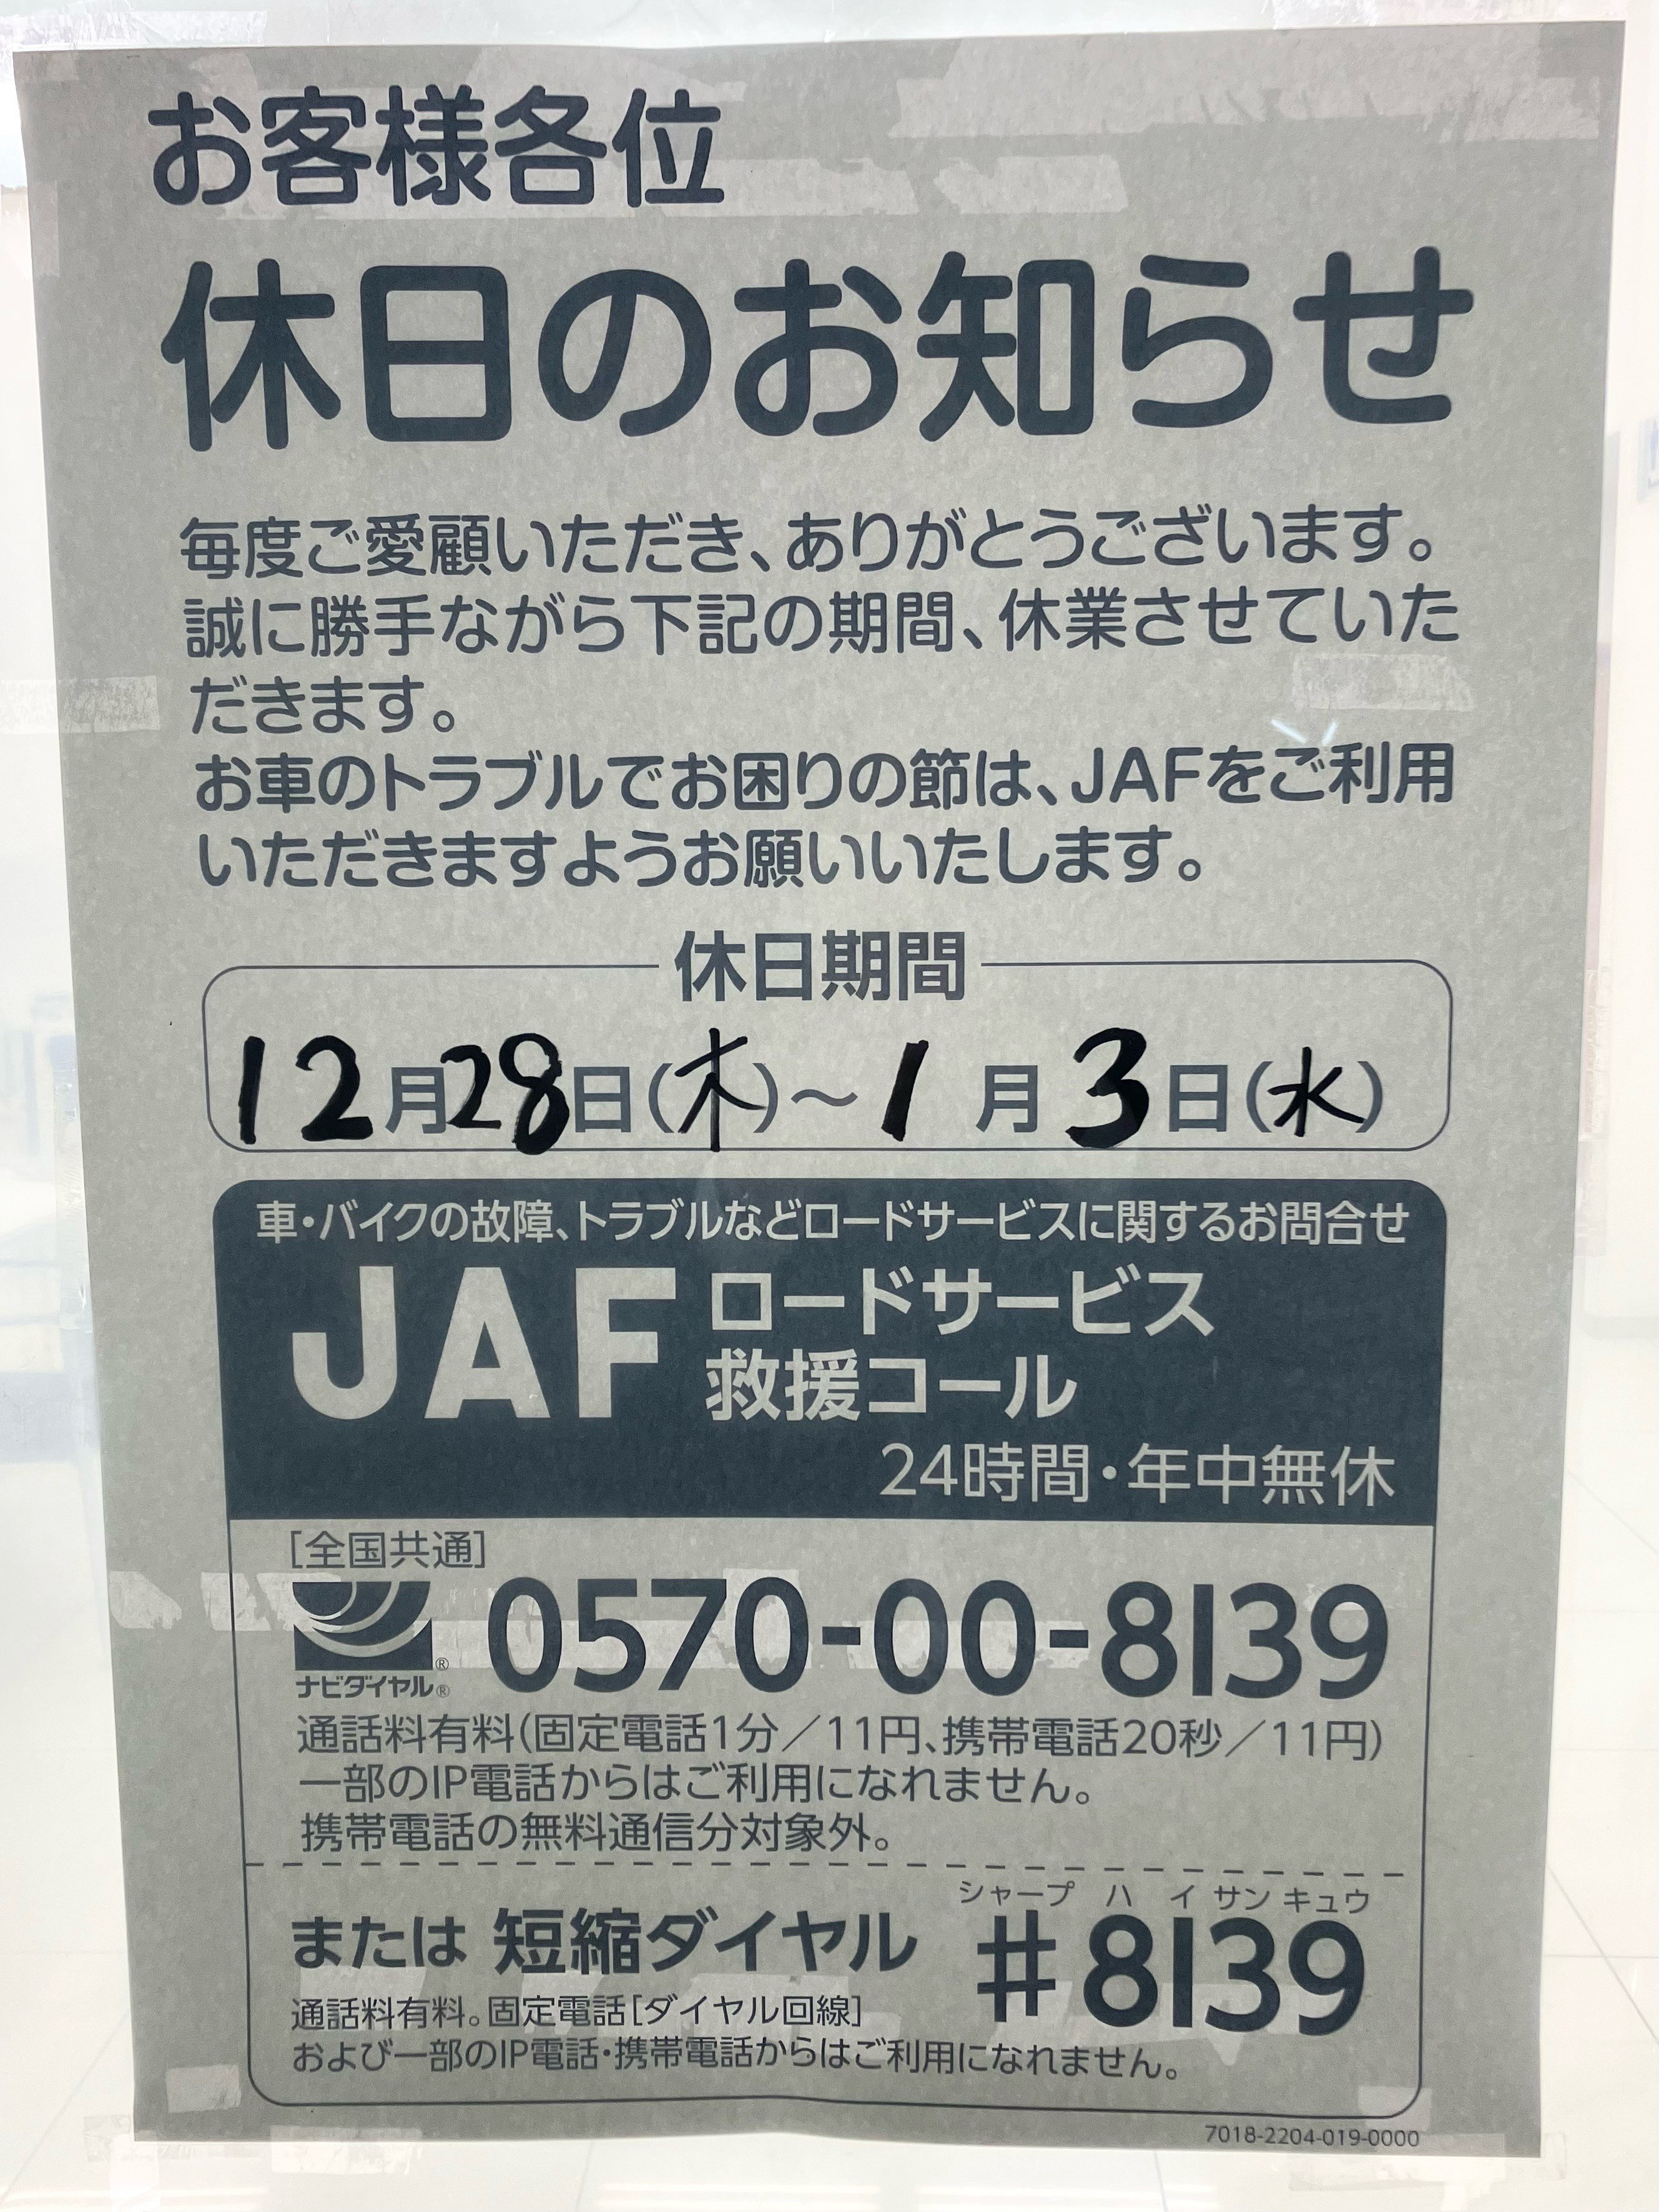 お客様各位
休日のお知らせ
毎度ご愛顧いただき、ありがとうございます。
誠に勝手ながら下記の期間、休業させていた
だきます。
お車のトラブルでお困りの節は、JAFをご利用
いただきますようお願いいたします。
休日期間
12月28日(木)～1月3日(水)
車・バイクの故障、トラブルなどロードサービスに関するお問合せ
JAF ロードサービス
救援コール
24時間・年中無休
[全国共通]
0570-00-8139
ナビダイヤル®
通話料有料(固定電話1分／11円、携帯電話20秒／11円)
一部のIP電話からはご利用になれません。
携帯電話の無料通信分対象外。
シャープ ハ イ サン キュウ
または 短縮ダイヤル #8139
通話料有料。固定電話[ダイヤル回線]
および一部のIP電話・携帯電話からはご利用になれません。
7018-2204-019-0000